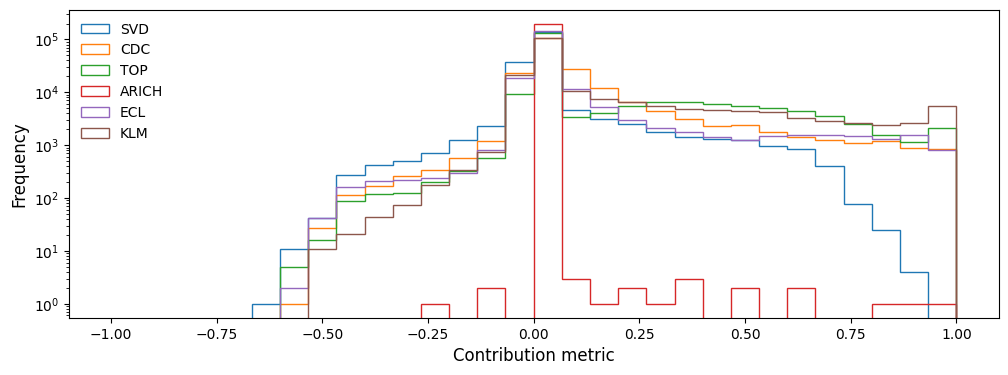 SVD
CDC
TOP
ARICH
ECL
KLM
Frequency
10⁵
10⁴
10³
10²
10¹
10⁰
−1.00 −0.75 −0.50 −0.25 0.00 0.25 0.50 0.75 1.00
Contribution metric